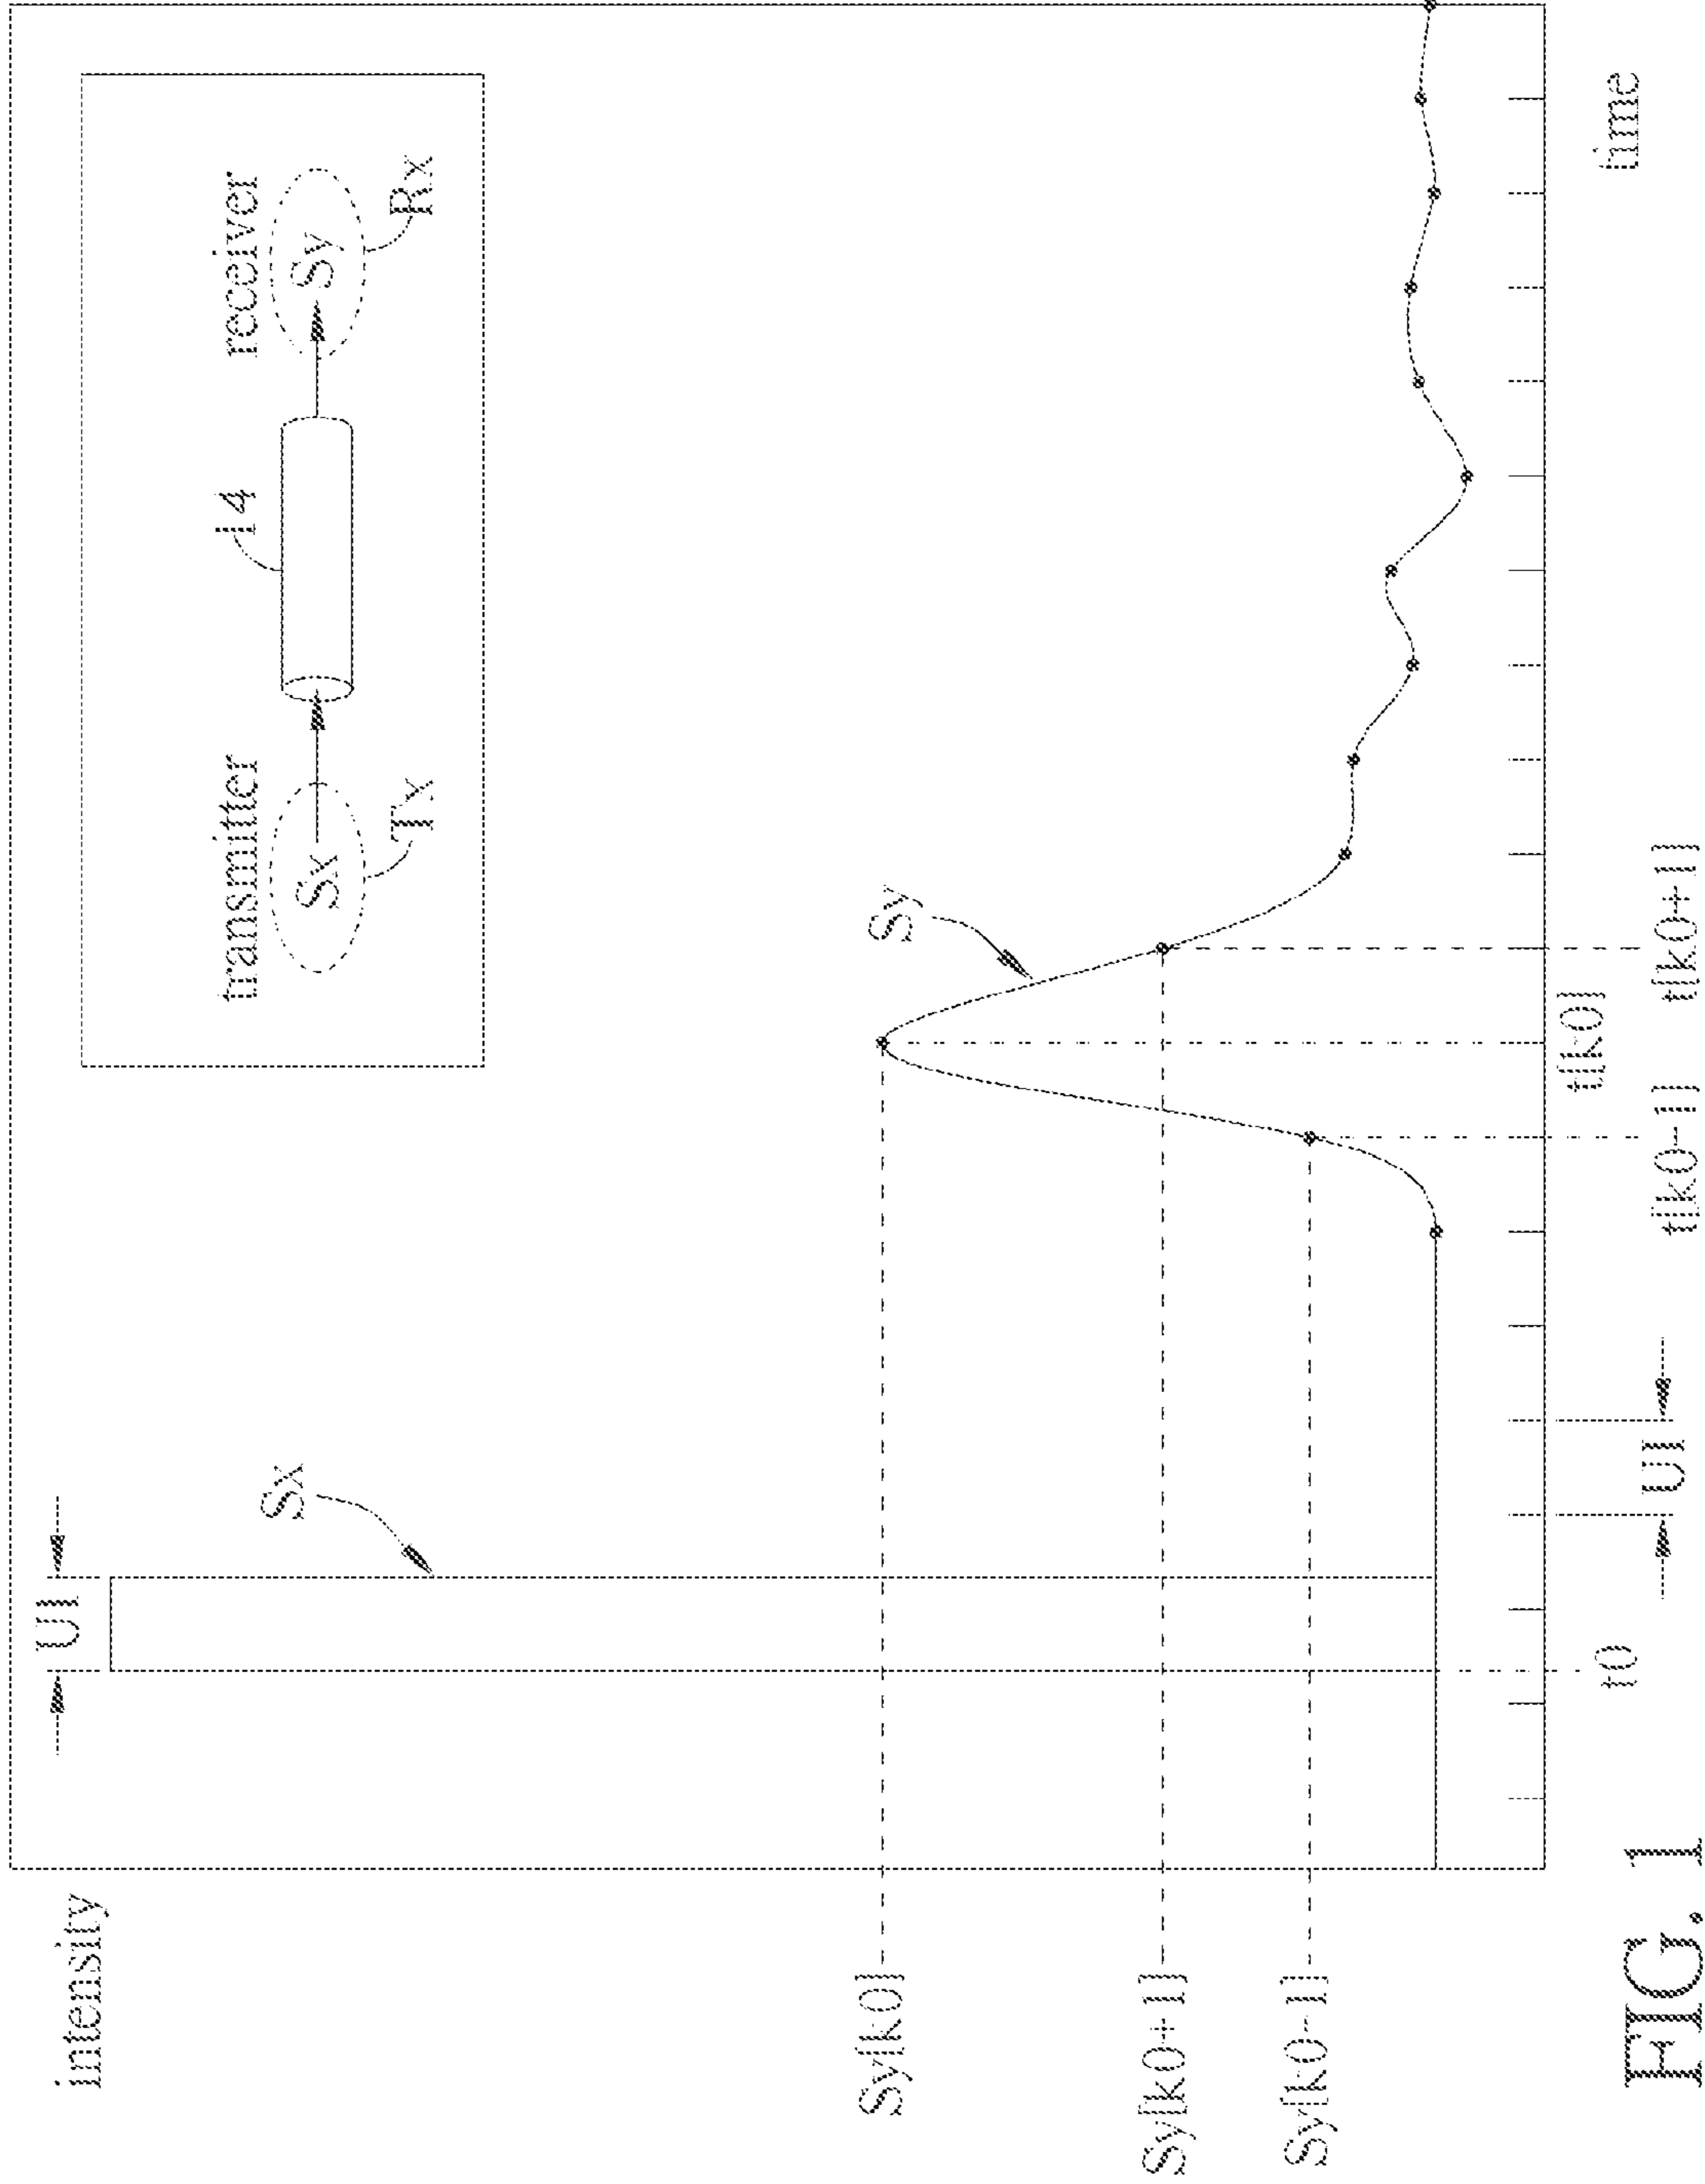 intensity
UI
Sx
transmitter
Sx
Tx
14
receiver
Sy
Rx
Sy
Sy[k0]
Sy[k0+1]
Sy[k0-1]
t0
UI
t[k0-1]
t[k0]
t[k0+1]
time
FIG. 1